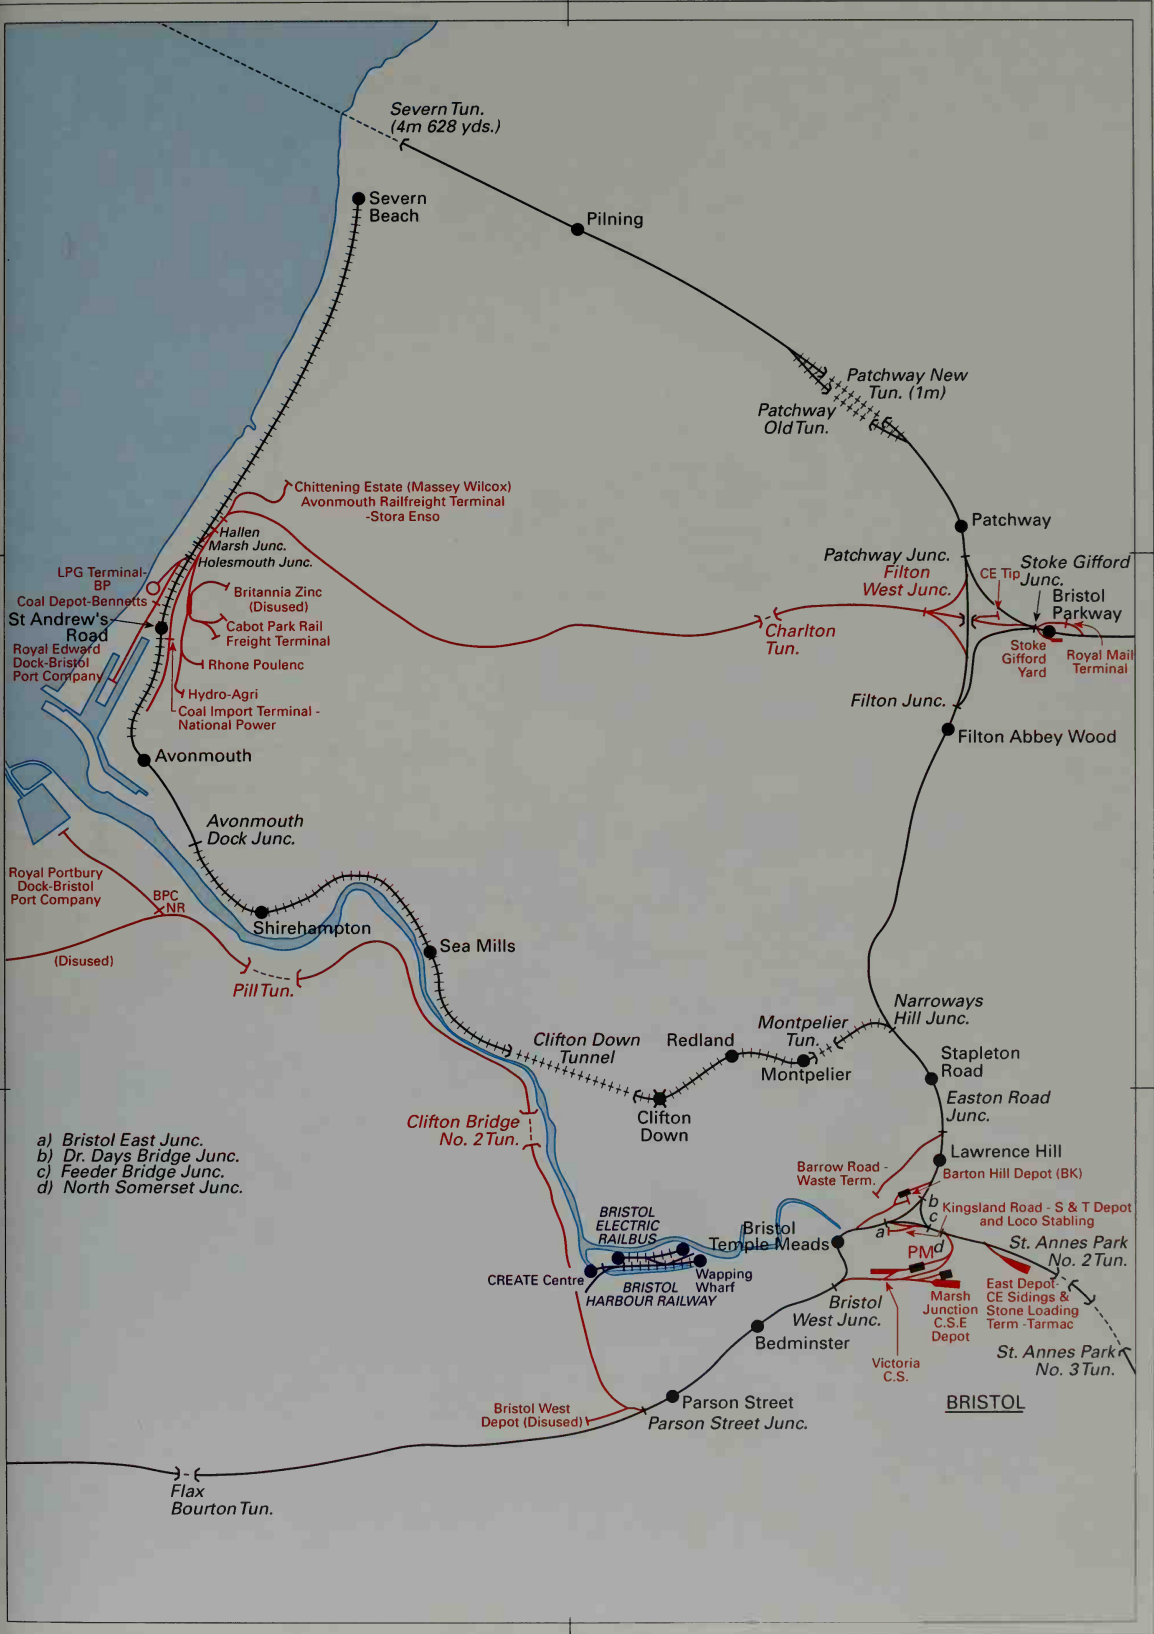 Severn Tun.
(4m 628 yds.)
Severn
Beach
Pilning
Patchway New
Tun. (1m)
Patchway
Old Tun.
Chittening Estate (Massey Wilcox)
Avonmouth Railfreight Terminal
-Stora Enso
Hallen
Marsh Junc.
Holesmouth Junc.
Patchway
Patchway Junc.
Filton
West Junc.
CE Tip
Stoke Gifford
Junc.
Bristol
Parkway
LPG Terminal-
BP
Coal Depot-Bennetts
St Andrew's
Road
Royal Edward
Dock-Bristol
Port Company
Britannia Zinc
(Disused)
Cabot Park Rail
Freight Terminal
Rhone Poulenc
Hydro-Agri
Coal Import Terminal -
National Power
Charlton
Tun.
Stoke
Gifford
Yard
Royal Mail
Terminal
Filton Junc.
Filton Abbey Wood
Avonmouth
Avonmouth
Dock Junc.
Royal Portbury
Dock-Bristol
Port Company
BPC
NR
Shirehampton
(Disused)
Pill Tun.
Sea Mills
Narroways
Hill Junc.
Clifton Down
Tunnel
Redland
Montpelier
Tun.
Montpelier
Stapleton
Road
Clifton
Down
Easton Road
Junc.
Clifton Bridge
No. 2 Tun.
a) Bristol East Junc.
b) Dr. Days Bridge Junc.
c) Feeder Bridge Junc.
d) North Somerset Junc.
Lawrence Hill
Barrow Road -
Waste Term.
Barton Hill Depot (BK)
b
c
a
d
Kingsland Road - S & T Depot
and Loco Stabling
BRISTOL
ELECTRIC
RAILBUS
Bristol
Temple Meads
PM
St. Annes Park
No. 2 Tun.
CREATE Centre
Wapping
Wharf
BRISTOL
HARBOUR RAILWAY
Bristol
West Junc.
Marsh
Junction
C.S.E
Depot
East Depot-
CE Sidings &
Stone Loading
Term -Tarmac
Bedminster
Victoria
C.S.
St. Annes Park
No. 3 Tun.
Bristol West
Depot (Disused)
Parson Street
Parson Street Junc.
BRISTOL
Flax
Bourton Tun.